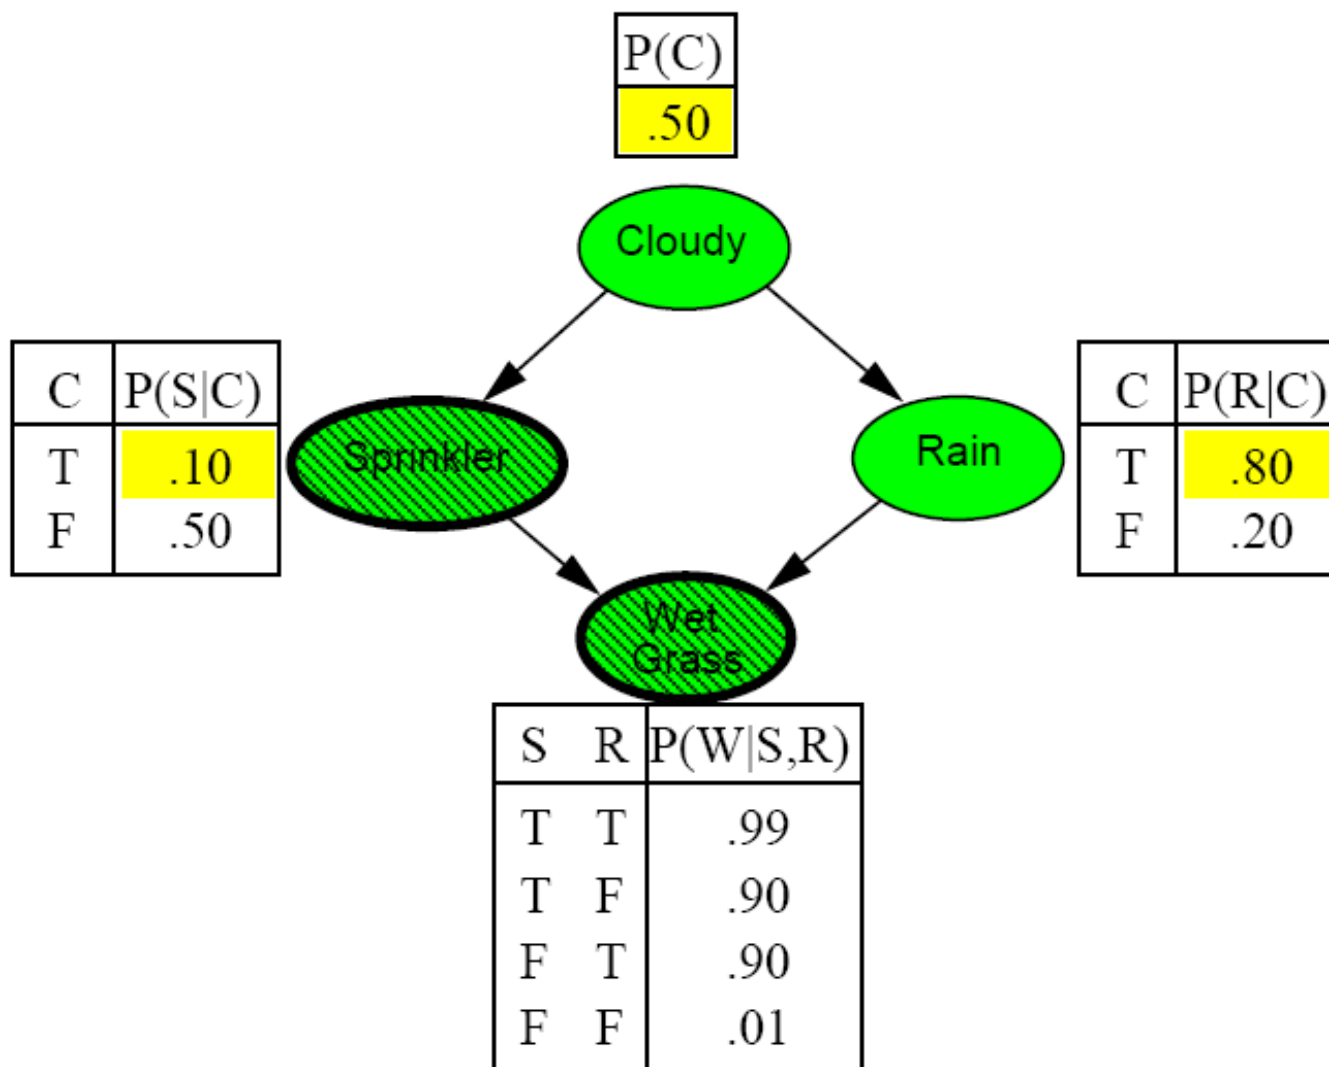 P(C)
.50
Cloudy
C P(S|C)
T .10
F .50
Sprinkler
Rain
C P(R|C)
T .80
F .20
Wet
Grass
S R P(W|S,R)
T T .99
T F .90
F T .90
F F .01